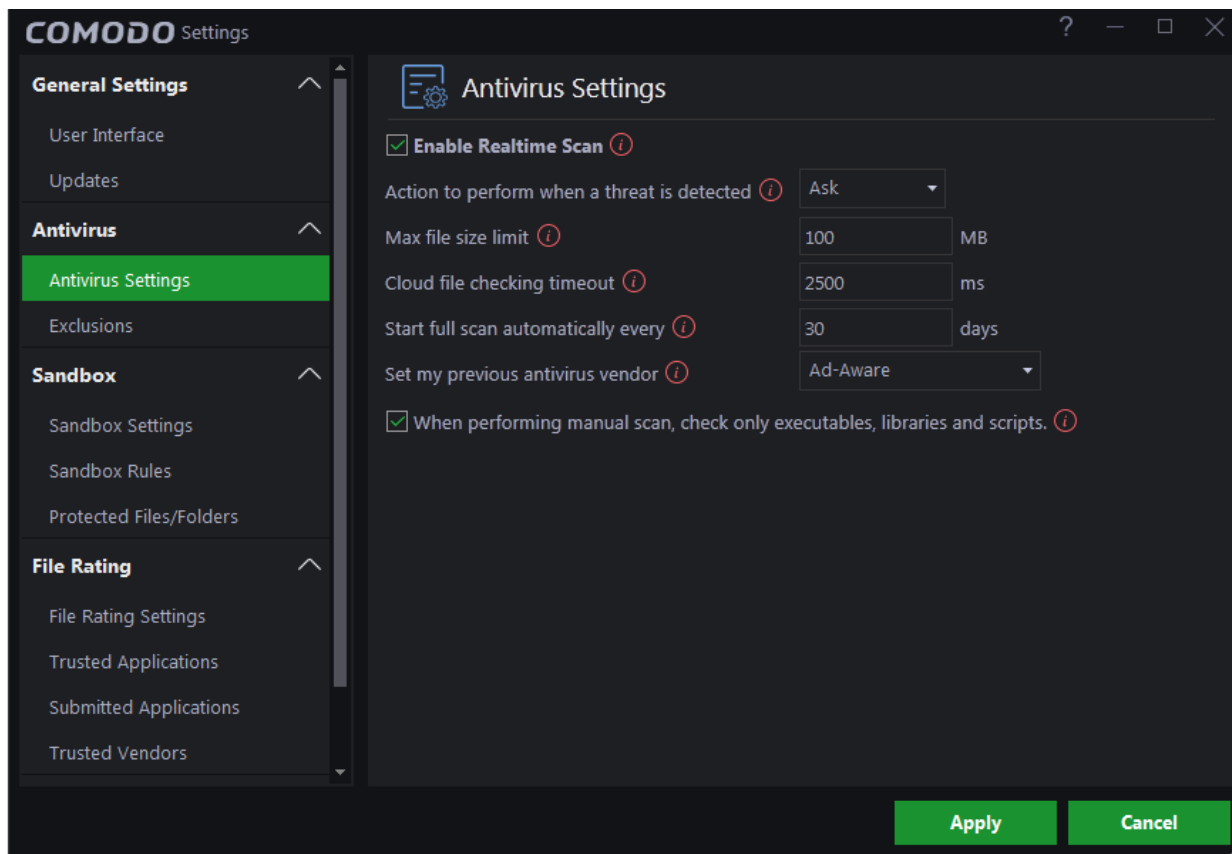 COMODO Settings
?
General Settings
User Interface
Updates
Antivirus
Antivirus Settings
Exclusions
Sandbox
Sandbox Settings
Sandbox Rules
Protected Files/Folders
File Rating
File Rating Settings
Trusted Applications
Submitted Applications
Trusted Vendors
Antivirus Settings
Enable Realtime Scan i
Action to perform when a threat is detected i Ask
Max file size limit i 100 MB
Cloud file checking timeout i 2500 ms
Start full scan automatically every i 30 days
Set my previous antivirus vendor i Ad-Aware
When performing manual scan, check only executables, libraries and scripts. i
Apply Cancel